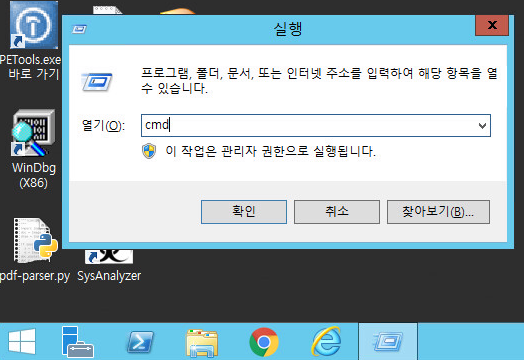 실행
x
PETools.exe
바로 가기
프로그램, 폴더, 문서, 또는 인터넷 주소를 입력하여 해당 항목을 열
수 있습니다.
열기(O):
cmd
이 작업은 관리자 권한으로 실행됩니다.
WinDbg
(X86)
확인
취소
찾아보기(B)...
pdf-parser.py
SysAnalyzer